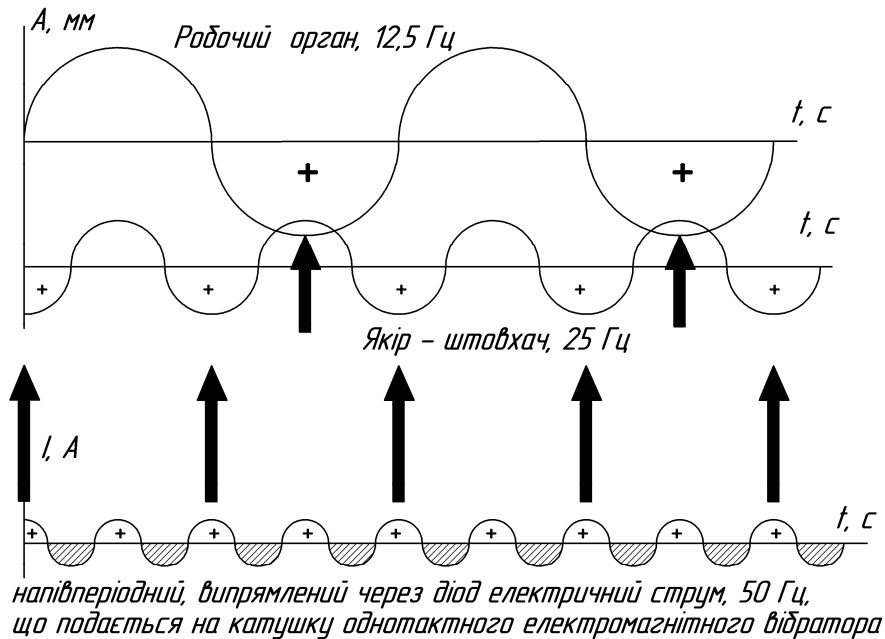 A, мм
Робочий орган, 12,5 Гц
t, с
+ +
t, с
+ + + + +
Якір – штовхач, 25 Гц
I, А
t, с
+ + + + + + + + +
напівперіодний, випрямлений через діод електричний струм, 50 Гц,
що подається на катушку однотактного електромагнітного вібратора